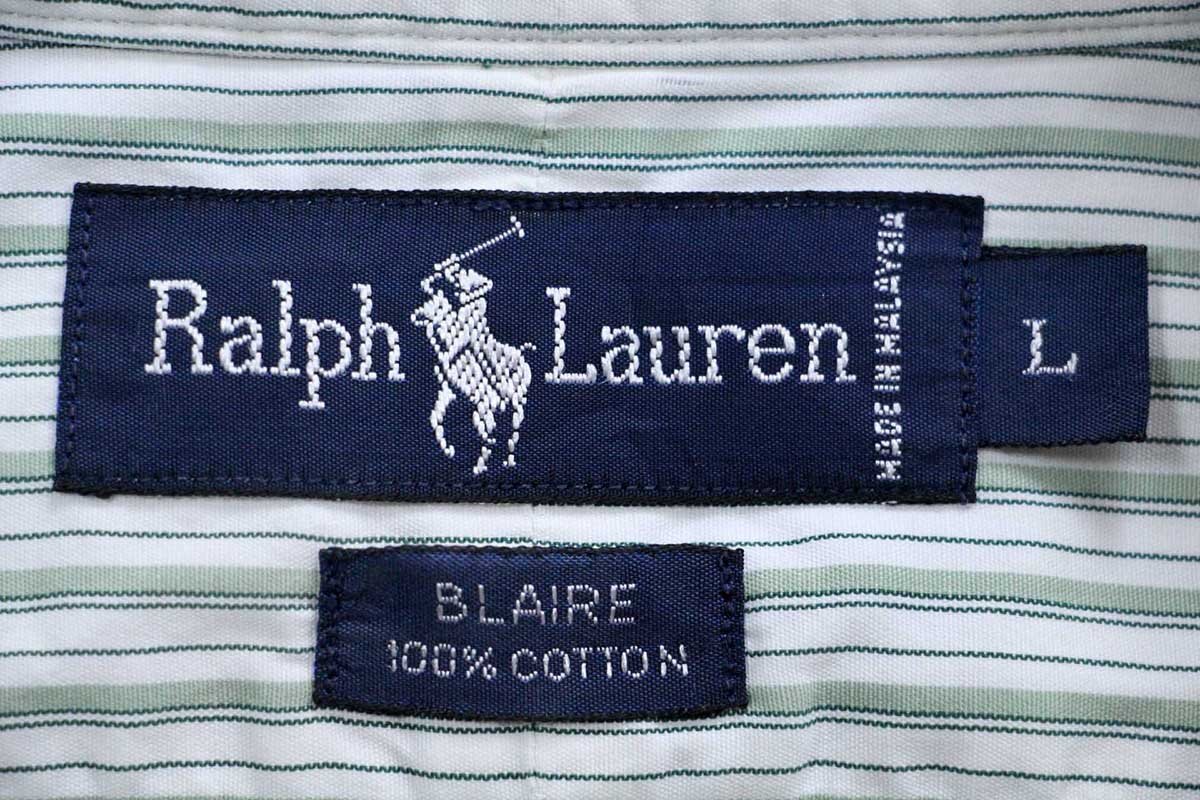 Ralph Lauren
MADE IN MALAYSIA
L
BLAIRE
100% COTTON